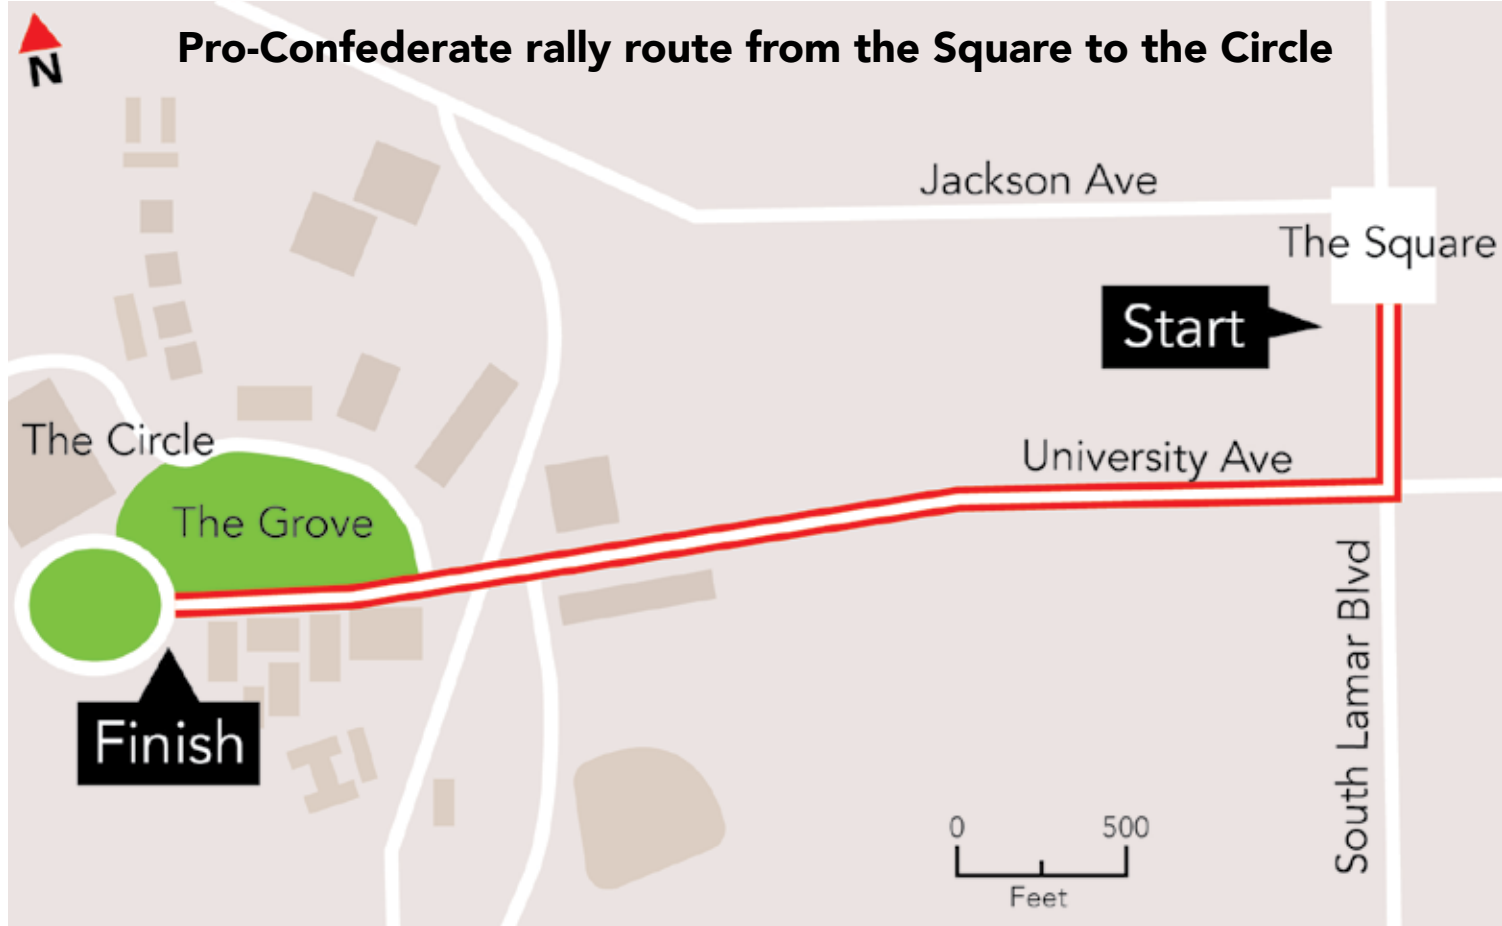 N
Pro-Confederate rally route from the Square to the Circle
Jackson Ave
The Square
Start
The Circle
University Ave
The Grove
South Lamar Blvd
Finish
0 500
Feet